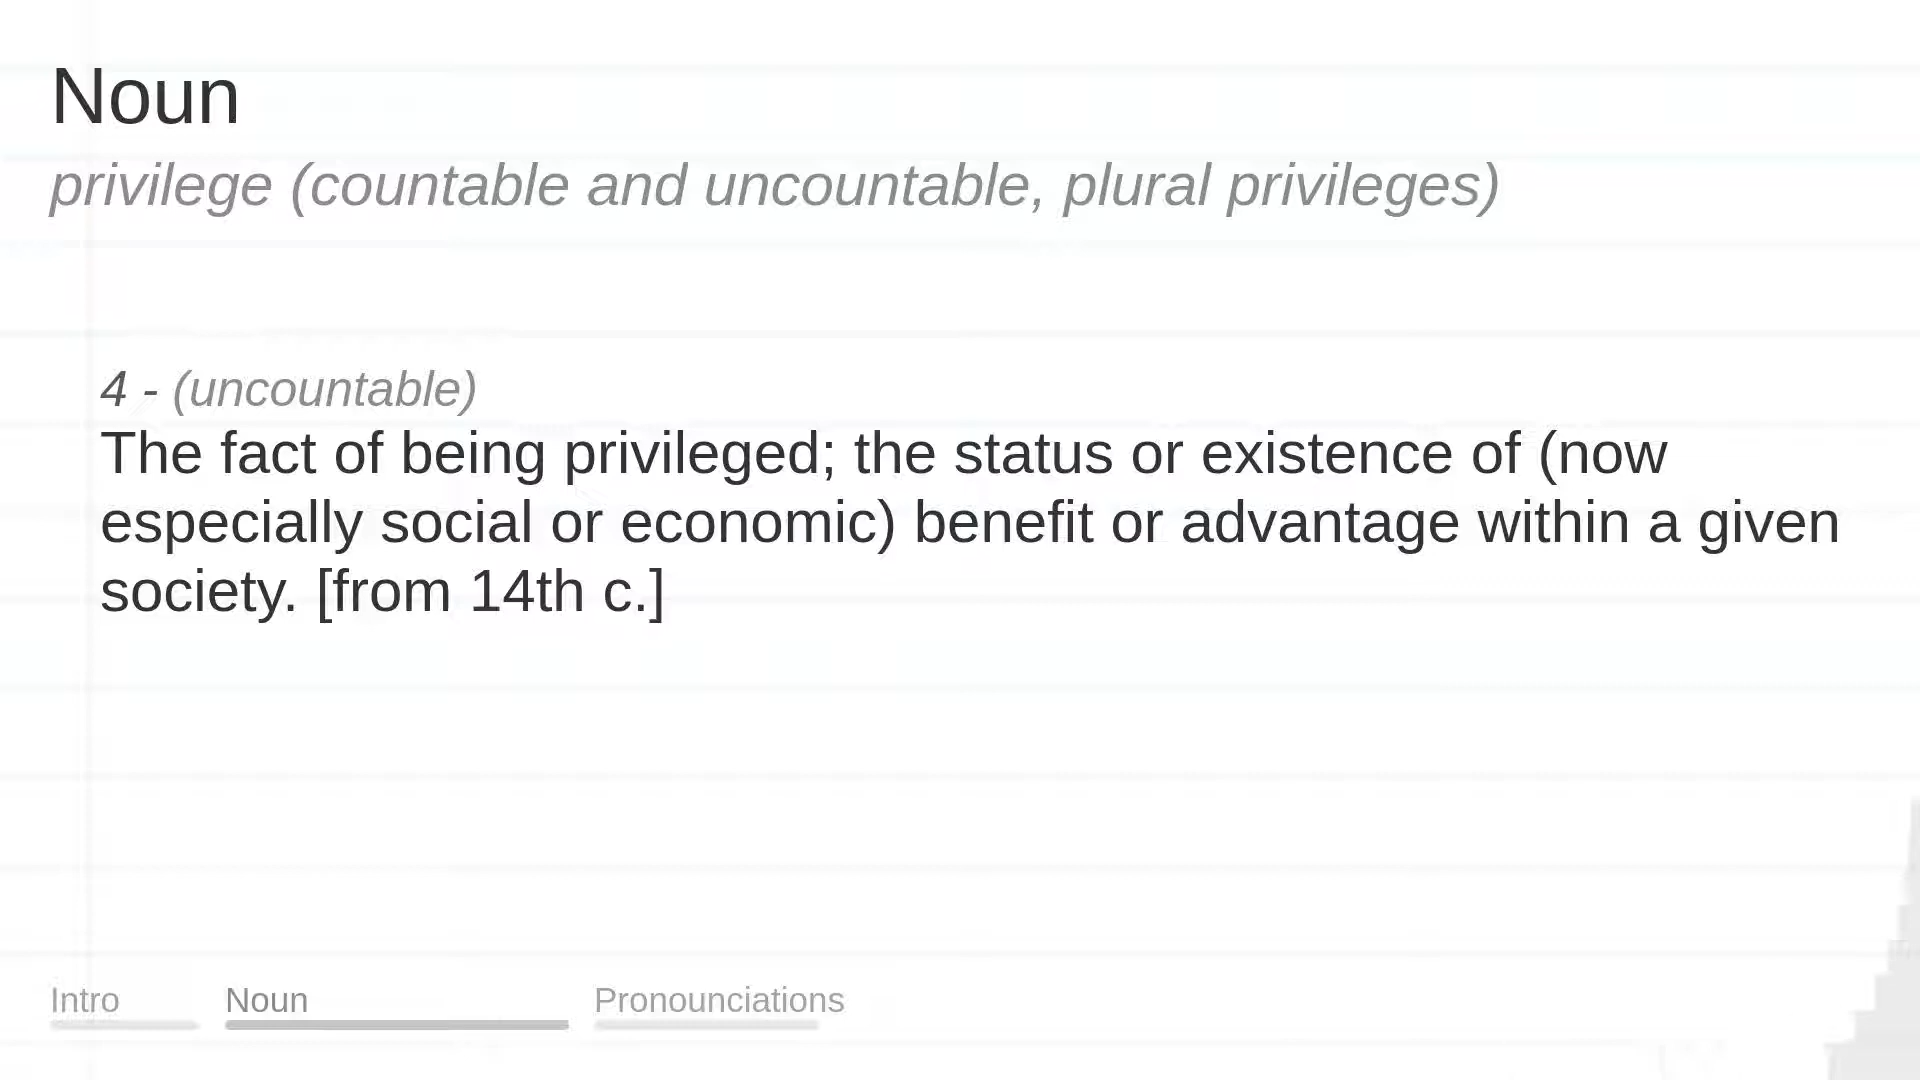 Noun
privilege (countable and uncountable, plural privileges)
4 - (uncountable)
The fact of being privileged; the status or existence of (now
especially social or economic) benefit or advantage within a given
society. [from 14th c.]
Intro
Noun
Pronounciations